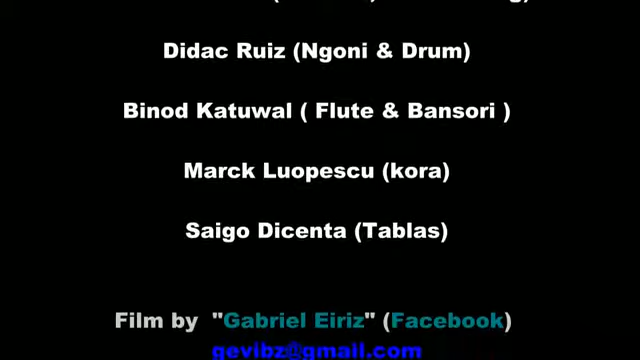 Didac Ruiz (Ngoni & Drum)
Binod Katuwal ( Flute & Bansori )
Marck Luopescu (kora)
Saigo Dicenta (Tablas)
Film by "Gabriel Eiriz" (Facebook)
gevibz@gmail.com